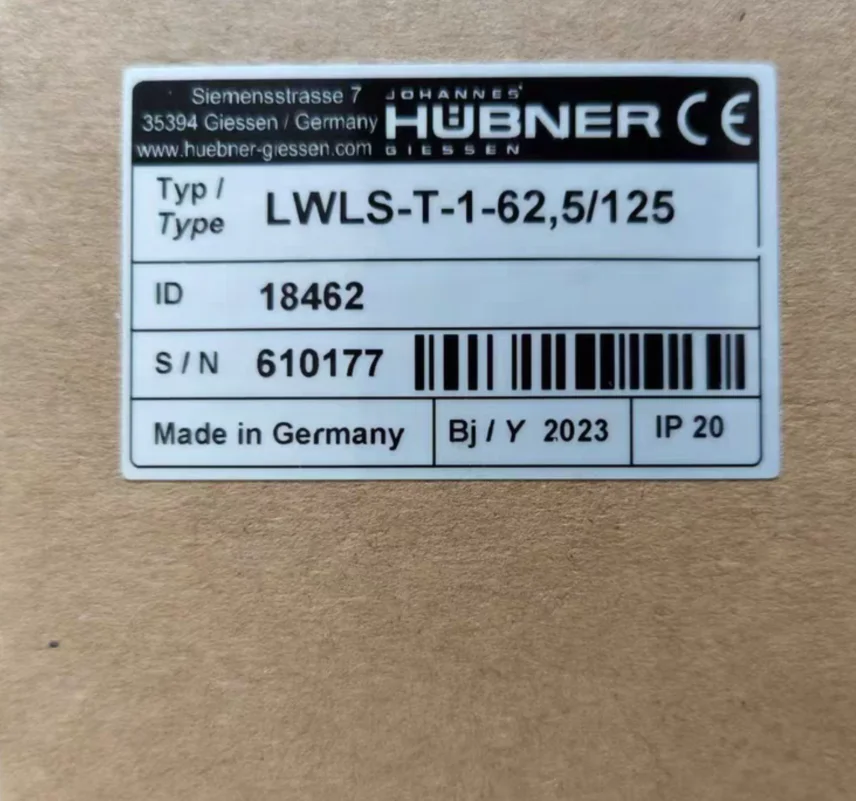 Siemensstrasse 7
35394 Giessen / Germany
www.huebner-giessen.com
JOHANNES
HÜBNER
GIESSEN
CE
Typ /
Type
LWLS-T-1-62,5/125
ID 18462
S / N 610177
Made in Germany Bj / Y 2023 IP 20